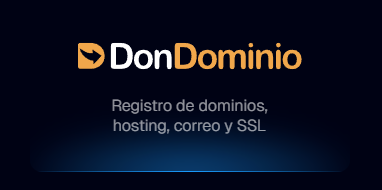 DonDominio
Registro de dominios,
hosting, correo y SSL